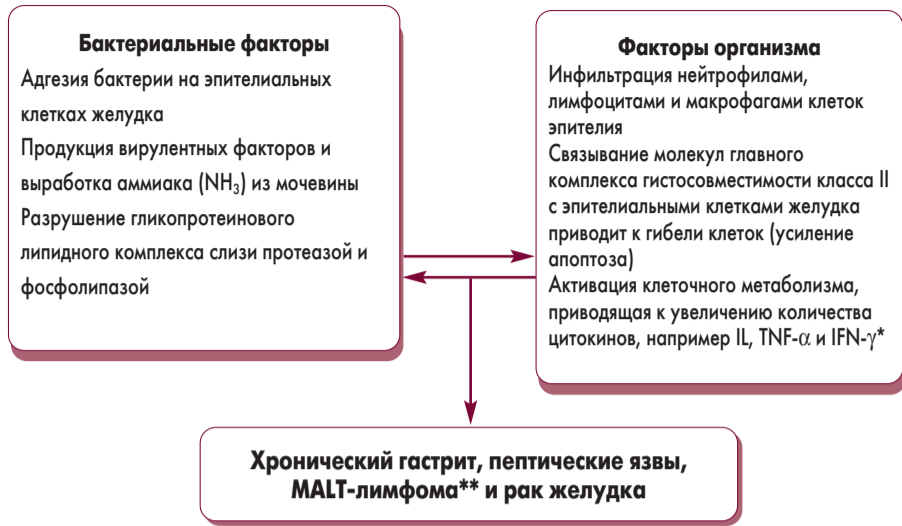 Бактериальные факторы
Адгезия бактерии на эпителиальных
клетках желудка
Продукция вирулентных факторов и
выработка аммиака (NH₃) из мочевины
Разрушение гликопротеинового
липидного комплекса слизи протеазой и
фосфолипазой
Факторы организма
Инфильтрация нейтрофилами,
лимфоцитами и макрофагами клеток
эпителия
Связывание молекул главного
комплекса гистосовместимости класса II
с эпителиальными клетками желудка
приводит к гибели клеток (усиление
апоптоза)
Активация клеточного метаболизма,
приводящая к увеличению количества
цитокинов, например IL, TNF-α и IFN-γ*
Хронический гастрит, пептические язвы,
MALT-лимфома** и рак желудка